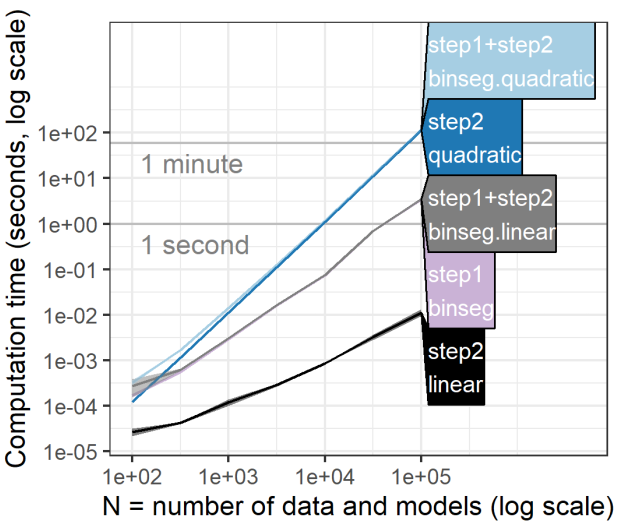 Computation time (seconds, log scale)
1e+02
1e+01
1e+00
1e-01
1e-02
1e-03
1e-04
1e-05
1 minute
1 second
step1+step2
binseg.quadratic
step2
quadratic
step1+step2
binseg.linear
step1
binseg
step2
linear
1e+02
1e+03
1e+04
1e+05
N = number of data and models (log scale)